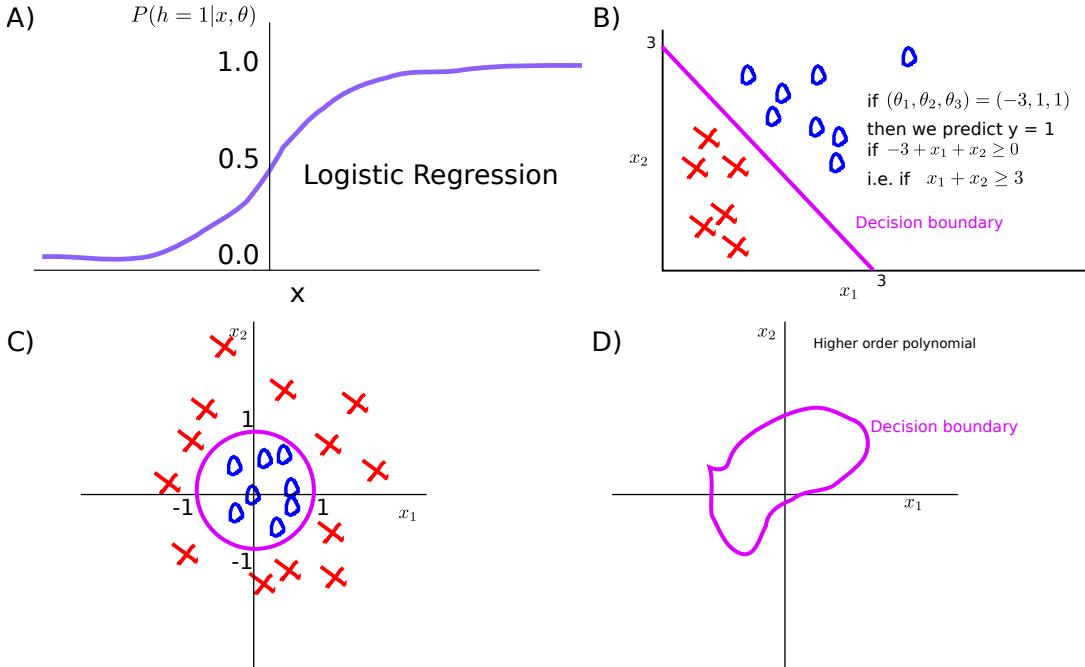 A)
P(h = 1|x, θ)
1.0
0.5
0.0
Logistic Regression
x
B)
3
x₂
if (θ₁, θ₂, θ₃) = (−3, 1, 1)
then we predict y = 1
if −3 + x₁ + x₂ ≥ 0
i.e. if x₁ + x₂ ≥ 3
Decision boundary
3
x₁
C)
x₂
1
-1
1
x₁
-1
D)
x₂
Higher order polynomial
Decision boundary
x₁